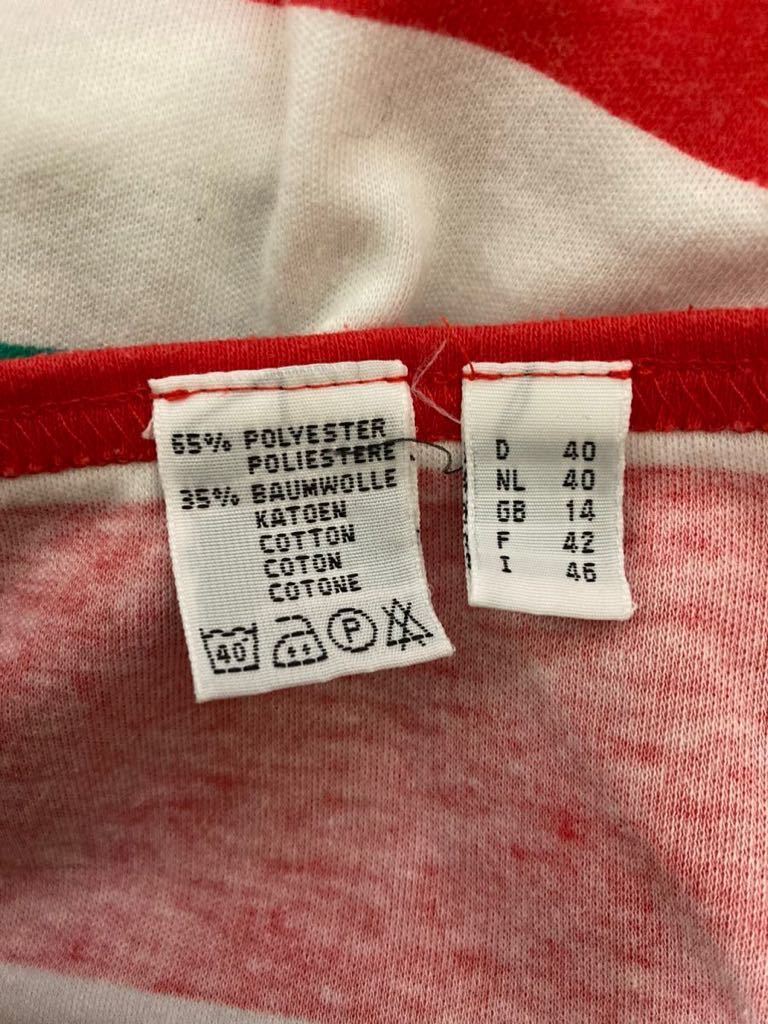 65% POLYESTER
POLIESTERE
35% BAUMWOLLE
KATOEN
COTTON
COTON
COTONE
40 P
D 40
NL 40
GB 14
F 42
I 46